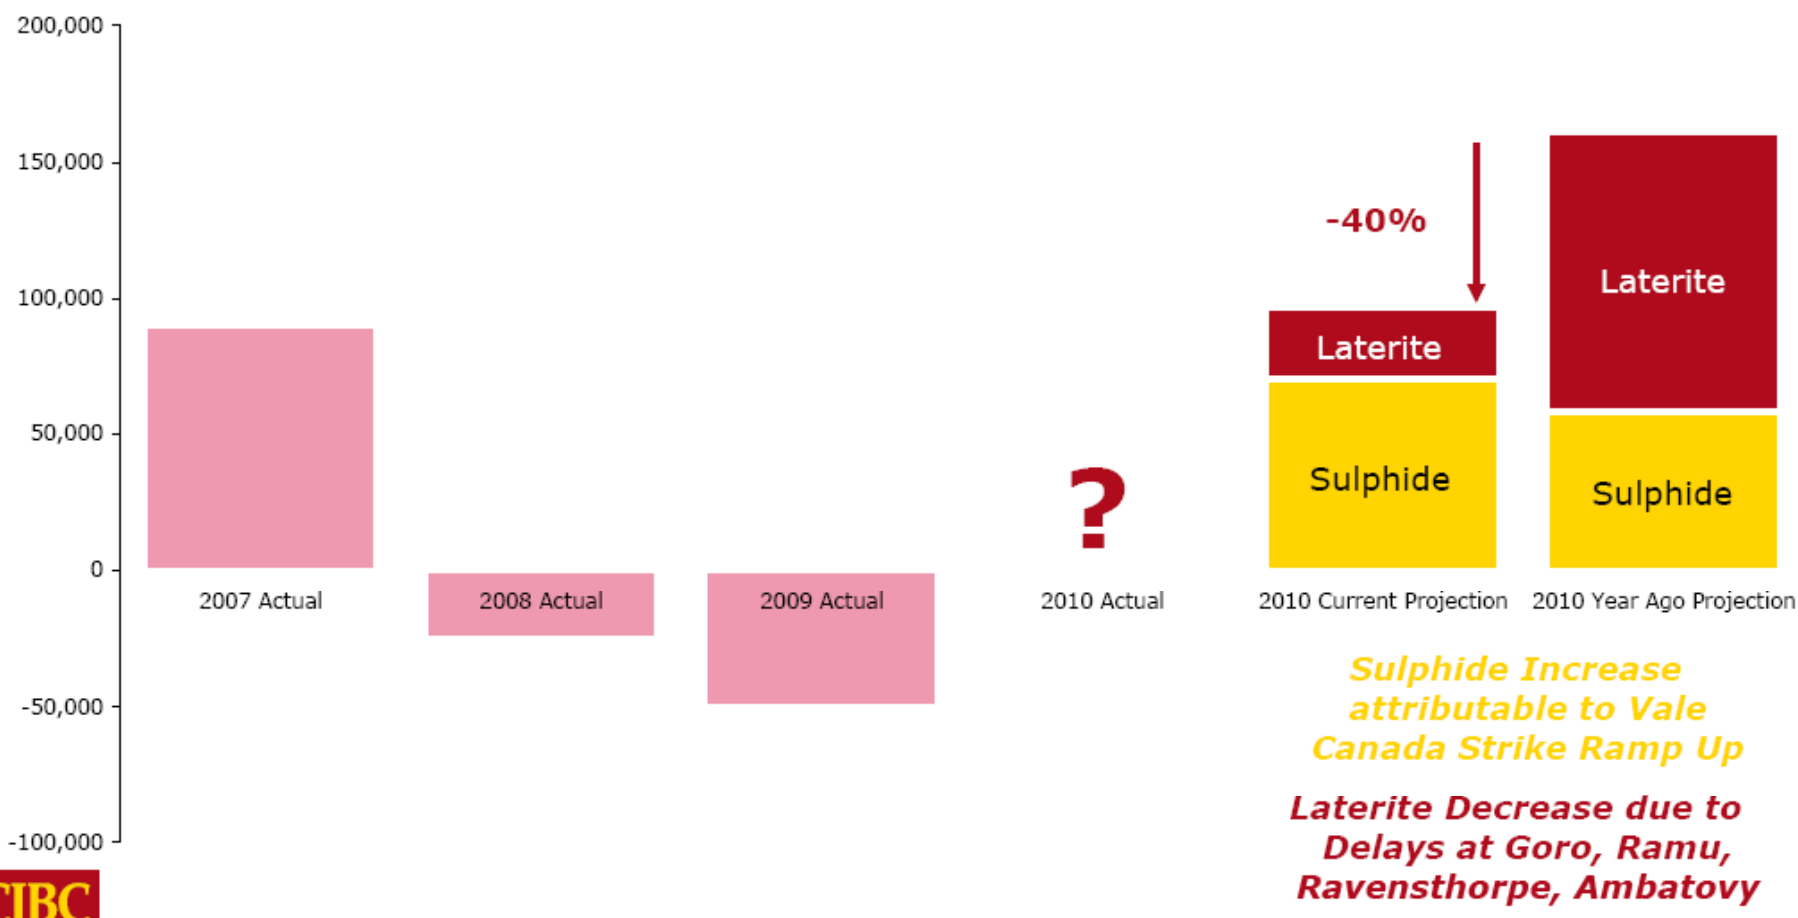 200,000
150,000
100,000
50,000
0
-50,000
-100,000
-40%
Laterite
Sulphide
Laterite
Sulphide
?
2007 Actual
2008 Actual
2009 Actual
2010 Actual
2010 Current Projection
2010 Year Ago Projection
Sulphide Increase
attributable to Vale
Canada Strike Ramp Up
Laterite Decrease due to
Delays at Goro, Ramu,
Ravensthorpe, Ambatovy
CIBC